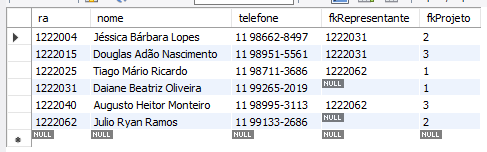 ra nome telefone fkRepresentante fkProjeto
1222004 Jéssica Bárbara Lopes 11 98662-8497 1222031 2
1222015 Douglas Adão Nascimento 11 98951-5561 1222031 3
1222025 Tiago Mário Ricardo 11 98711-3686 1222062 1
1222031 Daiane Beatriz Oliveira 11 99265-2019 NULL 1
1222040 Augusto Heitor Monteiro 11 98995-3113 1222062 3
1222062 Julio Ryan Ramos 11 99133-2686 NULL 2
NULL NULL NULL NULL NULL